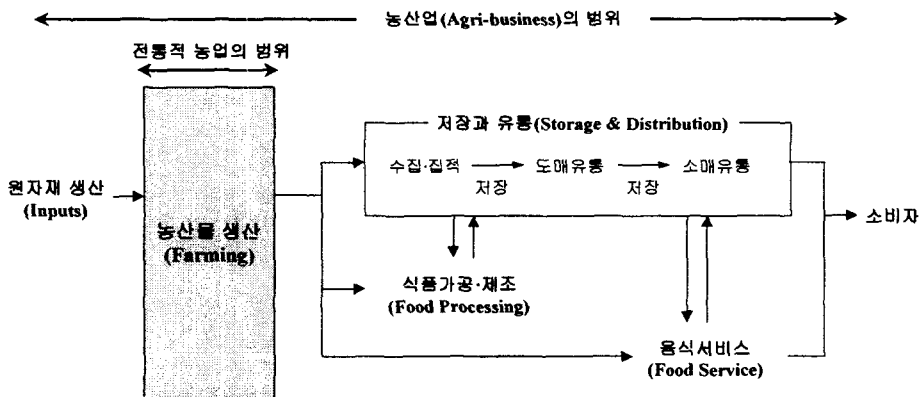 농산업(Agri-business)의 범위
전통적 농업의 범위
저장과 유통(Storage & Distribution)
수집·집적
도매유통
소매유통
저장
저장
원자재 생산
(Inputs)
농산물 생산
(Farming)
소비자
식품가공·제조
(Food Processing)
음식서비스
(Food Service)